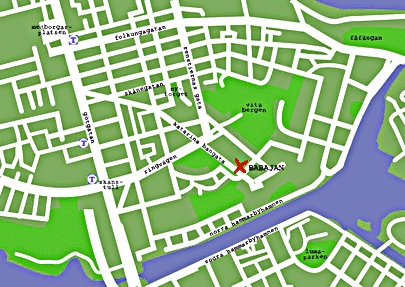 medborgar-
platsen
T
folkungagatan
fåfängan
renstiernas gata
skånegatan
ny-
torget
vita
bergen
götgatan
katarina bangata
T
ringvägen
BABAJAN
T
skans-
tull
norra hammarbyhamnen
södra hammarbyhamnen
luma-
parken